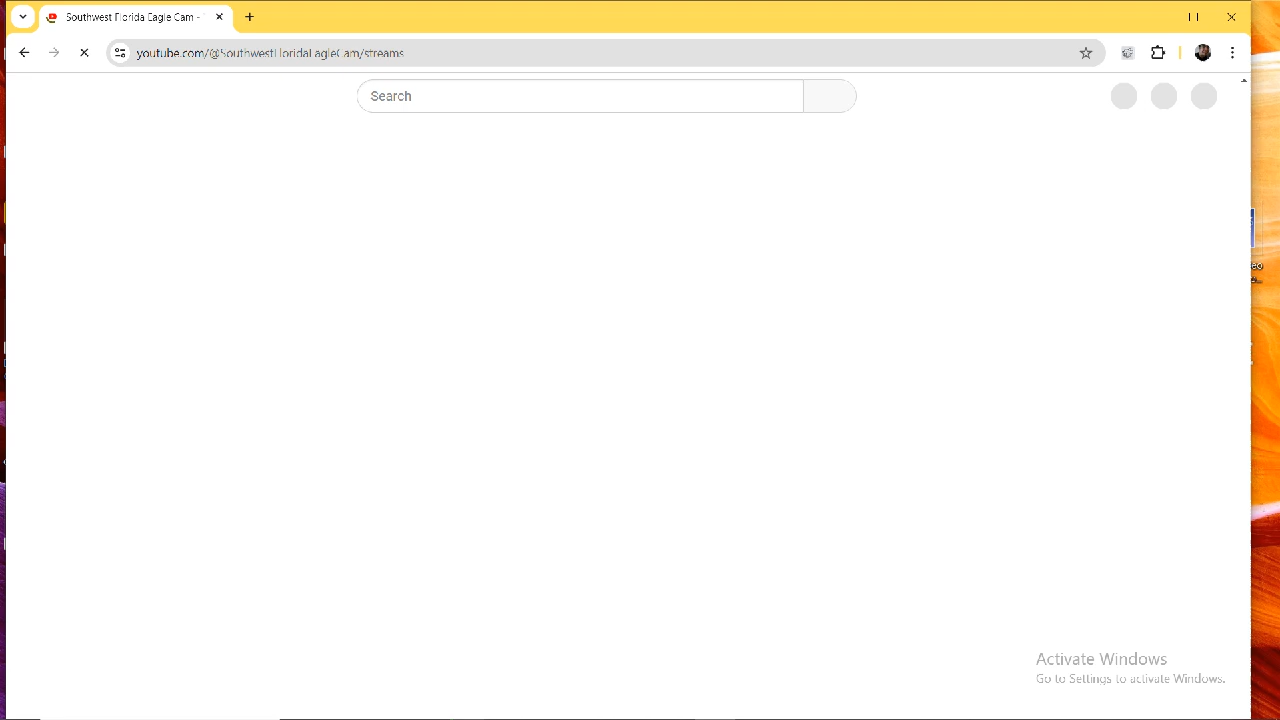 Southwest Florida Eagle Cam -
youtube.com/@SouthwestFloridaEagleCam/streams
Search
Activate Windows
Go to Settings to activate Windows.